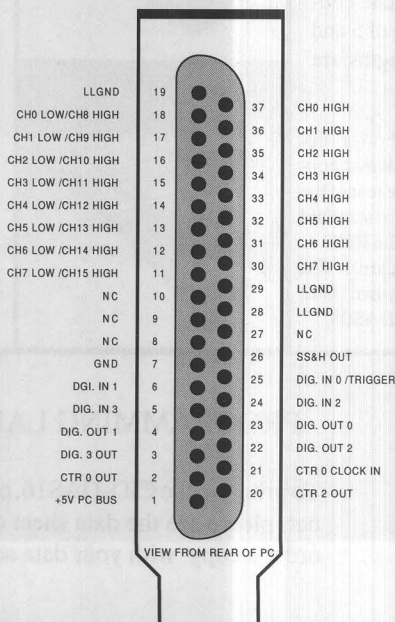 LLGND 19
37 CH0 HIGH
CH0 LOW/CH8 HIGH 18
36 CH1 HIGH
CH1 LOW /CH9 HIGH 17
35 CH2 HIGH
CH2 LOW /CH10 HIGH 16
34 CH3 HIGH
CH3 LOW /CH11 HIGH 15
33 CH4 HIGH
CH4 LOW /CH12 HIGH 14
32 CH5 HIGH
CH5 LOW /CH13 HIGH 13
31 CH6 HIGH
CH6 LOW /CH14 HIGH 12
30 CH7 HIGH
CH7 LOW /CH15 HIGH 11
29 LLGND
NC 10
28 LLGND
NC 9
27 NC
NC 8
26 SS&H OUT
GND 7
25 DIG. IN 0 /TRIGGER
DGI. IN 1 6
24 DIG. IN 2
DIG. IN 3 5
23 DIG. OUT 0
DIG. OUT 1 4
22 DIG. OUT 2
DIG. 3 OUT 3
21 CTR 0 CLOCK IN
CTR 0 OUT 2
20 CTR 2 OUT
+5V PC BUS 1
VIEW FROM REAR OF PC